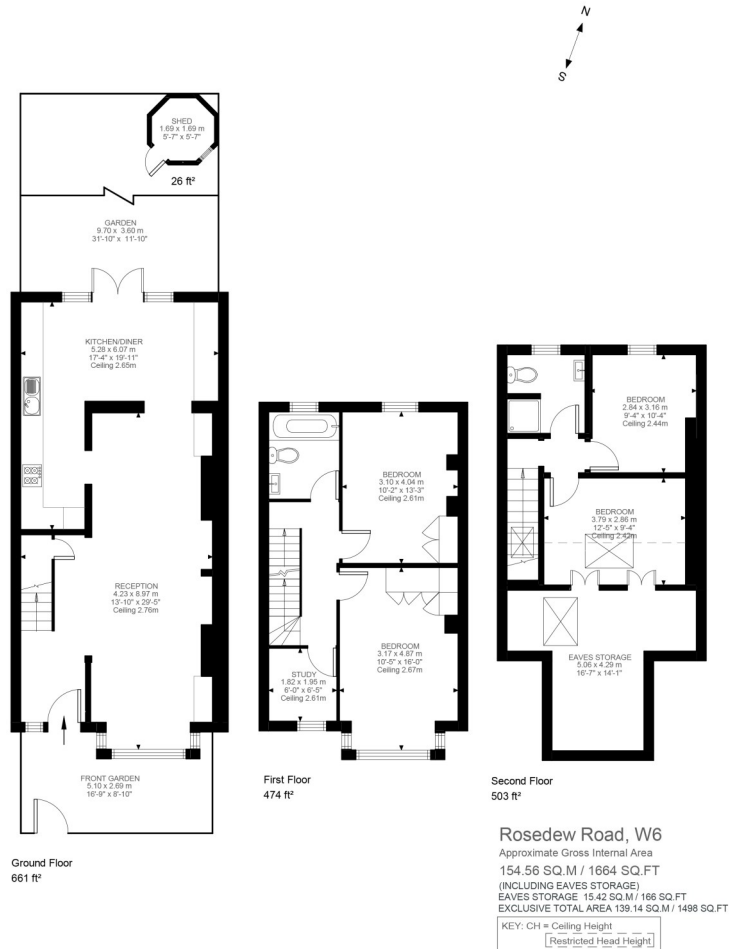 N
S
SHED
1.69 x 1.69 m
5'-7" x 5'-7"
26 ft²
GARDEN
9.70 x 3.60 m
31'-10" x 11'-10"
KITCHEN/DINER
5.28 x 6.07 m
17'-4" x 19'-11"
Ceiling 2.65m
RECEPTION
4.23 x 8.97 m
13'-10" x 29'-5"
Ceiling 2.76m
FRONT GARDEN
5.10 x 2.69 m
16'-9" x 8'-10"
Ground Floor
661 ft²
BEDROOM
3.10 x 4.04 m
10'-2" x 13'-3"
Ceiling 2.61m
BEDROOM
3.17 x 4.87 m
10'-5" x 16'-0"
Ceiling 2.67m
STUDY
1.82 x 1.95 m
6'-0" x 6'-5"
Ceiling 2.61m
First Floor
474 ft²
BEDROOM
2.84 x 3.16 m
9'-4" x 10'-4"
Ceiling 2.44m
BEDROOM
3.79 x 2.86 m
12'-5" x 9'-4"
Ceiling 2.42m
EAVES STORAGE
5.06 x 4.29 m
16'-7" x 14'-1"
Second Floor
503 ft²
Rosedew Road, W6
Approximate Gross Internal Area
154.56 SQ.M / 1664 SQ.FT
(INCLUDING EAVES STORAGE)
EAVES STORAGE 15.42 SQ.M / 166 SQ.FT
EXCLUSIVE TOTAL AREA 139.14 SQ.M / 1498 SQ.FT
KEY: CH = Ceiling Height
Restricted Head Height